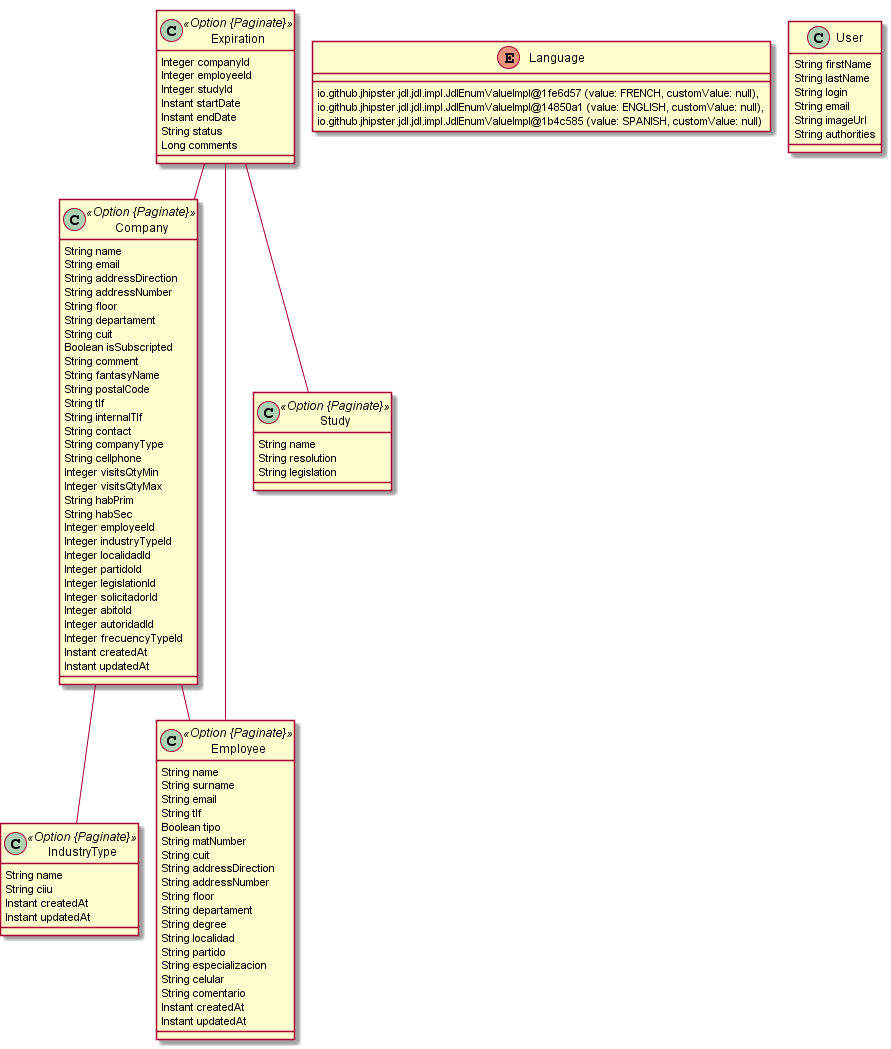 C «Option {Paginate}»
Expiration
Integer companyId
Integer employeeId
Integer studyId
Instant startDate
Instant endDate
String status
Long comments
E Language
io.github.jhipster.jdl.jdl.impl.JdlEnumValueImpl@1fe6d57 (value: FRENCH, customValue: null),
io.github.jhipster.jdl.jdl.impl.JdlEnumValueImpl@14850a1 (value: ENGLISH, customValue: null),
io.github.jhipster.jdl.jdl.impl.JdlEnumValueImpl@1b4c585 (value: SPANISH, customValue: null)
C User
String firstName
String lastName
String login
String email
String imageUrl
String authorities
C «Option {Paginate}»
Company
String name
String email
String addressDirection
String addressNumber
String floor
String departament
String cuit
Boolean isSubscripted
String comment
String fantasyName
String postalCode
String tlf
String internalTlf
String contact
String companyType
String cellphone
Integer visitsQtyMin
Integer visitsQtyMax
String habPrim
String habSec
Integer employeeId
Integer industryTypeId
Integer localidadId
Integer partidoId
Integer legislationId
Integer solicitadorId
Integer abitoId
Integer autoridadId
Integer frecuencyTypeId
Instant createdAt
Instant updatedAt
C «Option {Paginate}»
Study
String name
String resolution
String legislation
C «Option {Paginate}»
Employee
String name
String surname
String email
String tlf
Boolean tipo
String matNumber
String cuit
String addressDirection
String addressNumber
String floor
String departament
String degree
String localidad
String partido
String especializacion
String celular
String comentario
Instant createdAt
Instant updatedAt
C «Option {Paginate}»
IndustryType
String name
String ciiu
Instant createdAt
Instant updatedAt